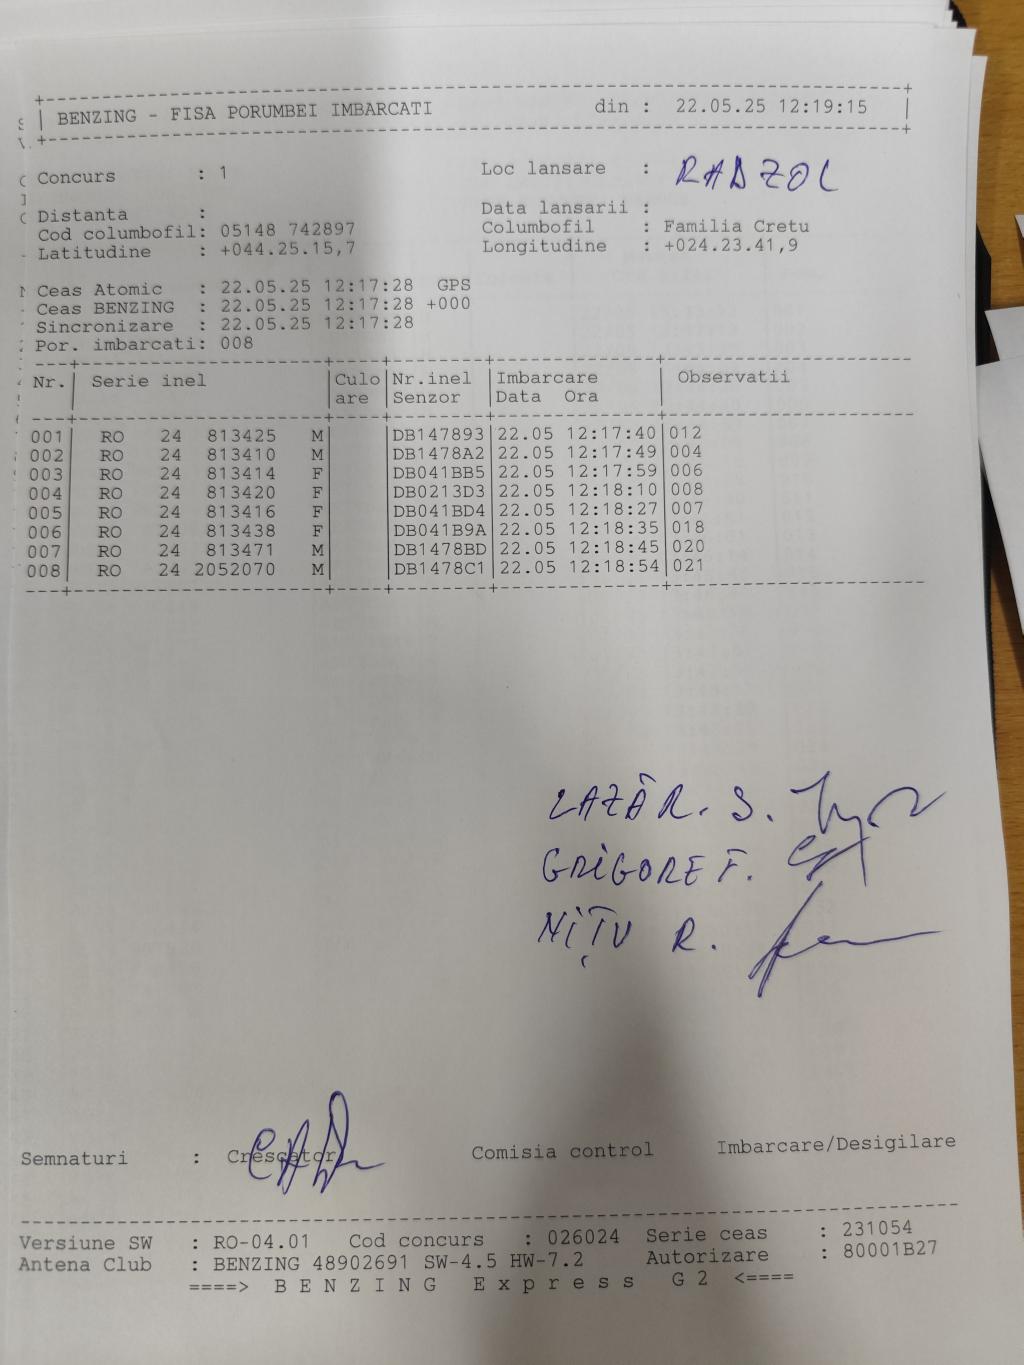 BENZING - FISA PORUMBEI IMBARCATI din : 22.05.25 12:19:15
Concurs : 1 Loc lansare : RADZOL
Distanta : Data lansarii :
Cod columbofil: 05148 742897 Columbofil : Familia Cretu
Latitudine : +044.25.15,7 Longitudine : +024.23.41,9
Ceas Atomic : 22.05.25 12:17:28 GPS
Ceas BENZING : 22.05.25 12:17:28 +000
Sincronizare : 22.05.25 12:17:28
Por. imbarcati: 008
Nr. Serie inel Culo Nr.inel Imbarcare Observatii
are Senzor Data Ora
001 RO 24 813425 M DB147893 22.05 12:17:40 012
002 RO 24 813410 M DB1478A2 22.05 12:17:49 004
003 RO 24 813414 F DB041BB5 22.05 12:17:59 006
004 RO 24 813420 F DB0213D3 22.05 12:18:10 008
005 RO 24 813416 F DB041BD4 22.05 12:18:27 007
006 RO 24 813438 F DB041B9A 22.05 12:18:35 018
007 RO 24 813471 M DB1478BD 22.05 12:18:45 020
008 RO 24 2052070 M DB1478C1 22.05 12:18:54 021
LAZĂR. S.
GRIGORE F.
NIȚU R.
Semnaturi : Crescator Comisia control Imbarcare/Desigilare
Versiune SW : RO-04.01 Cod concurs : 026024 Serie ceas : 231054
Antena Club : BENZING 48902691 SW-4.5 HW-7.2 Autorizare : 80001B27
====> B E N Z I N G E x p r e s s G 2 <====